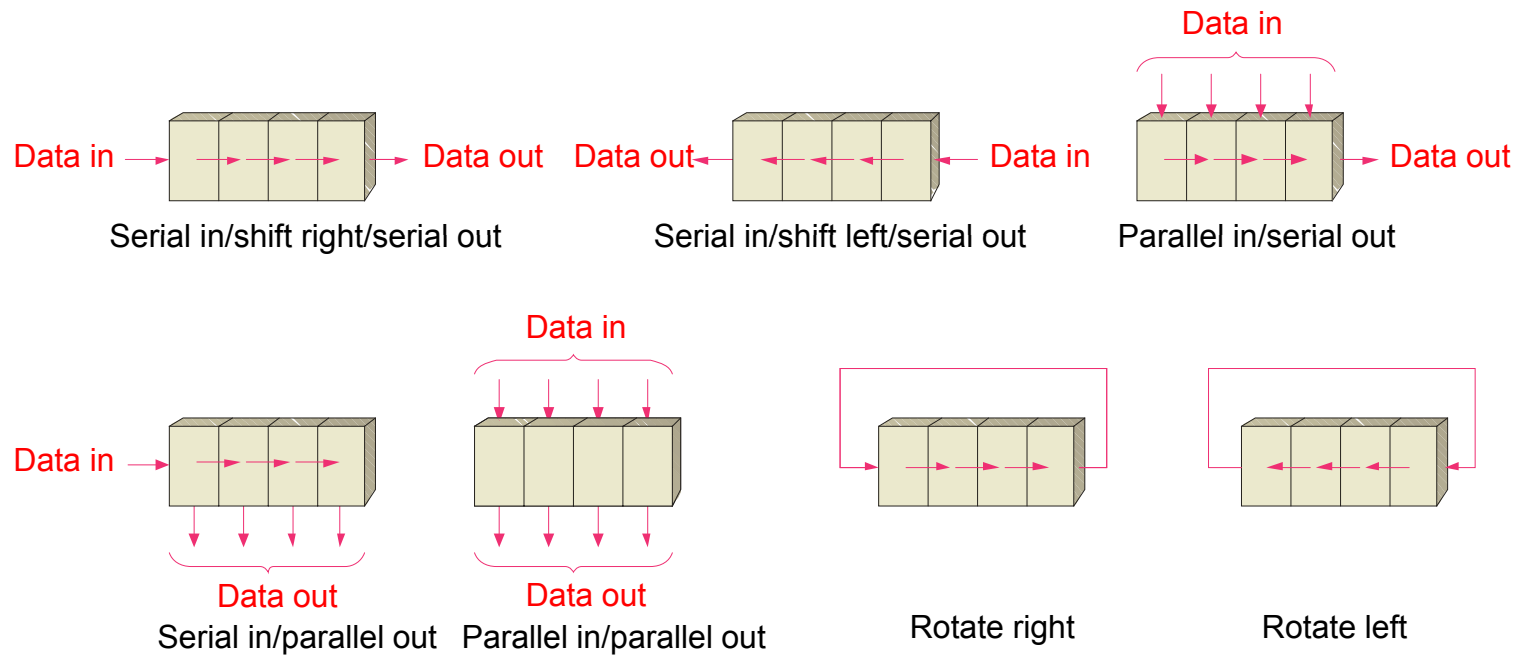 Data in
Data in
Data out
Data out
Data in
Data out
Serial in/shift right/serial out
Serial in/shift left/serial out
Parallel in/serial out
Data in
Data in
Data out
Data out
Serial in/parallel out
Parallel in/parallel out
Rotate right
Rotate left